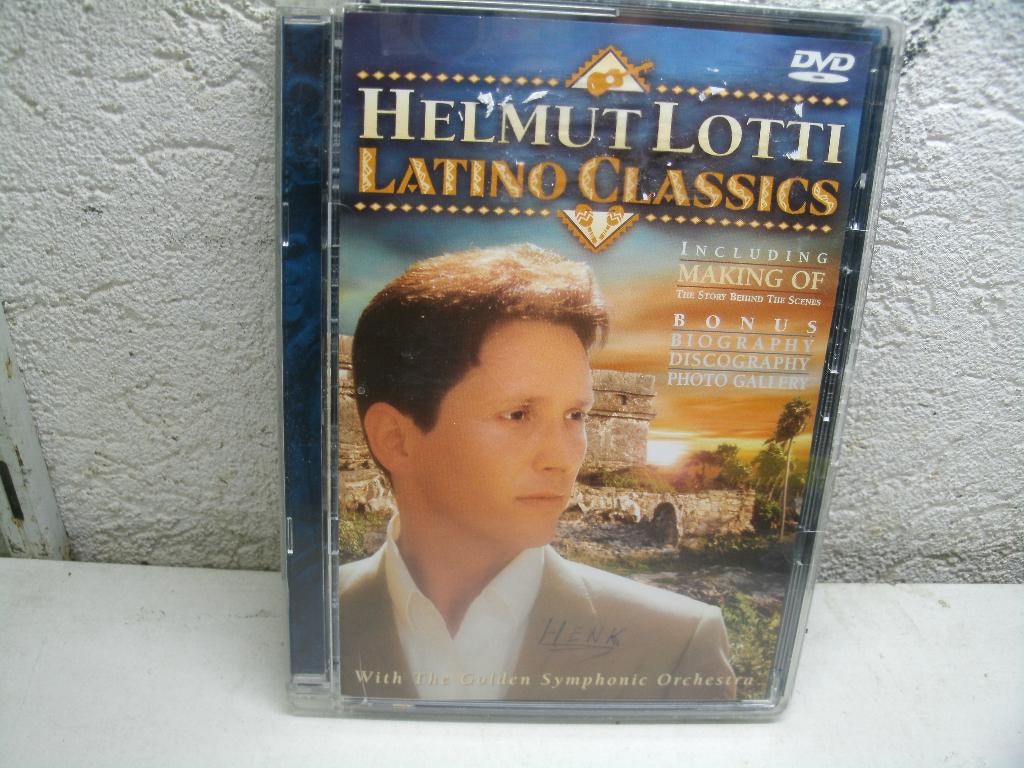 DVD
HELMUT LOTTI
LATINO CLASSICS
INCLUDING
MAKING OF
THE STORY BEHIND THE SCENES
BONUS
BIOGRAPHY
DISCOGRAPHY
PHOTO GALLERY
HENK
With The Golden Symphonic Orchestra